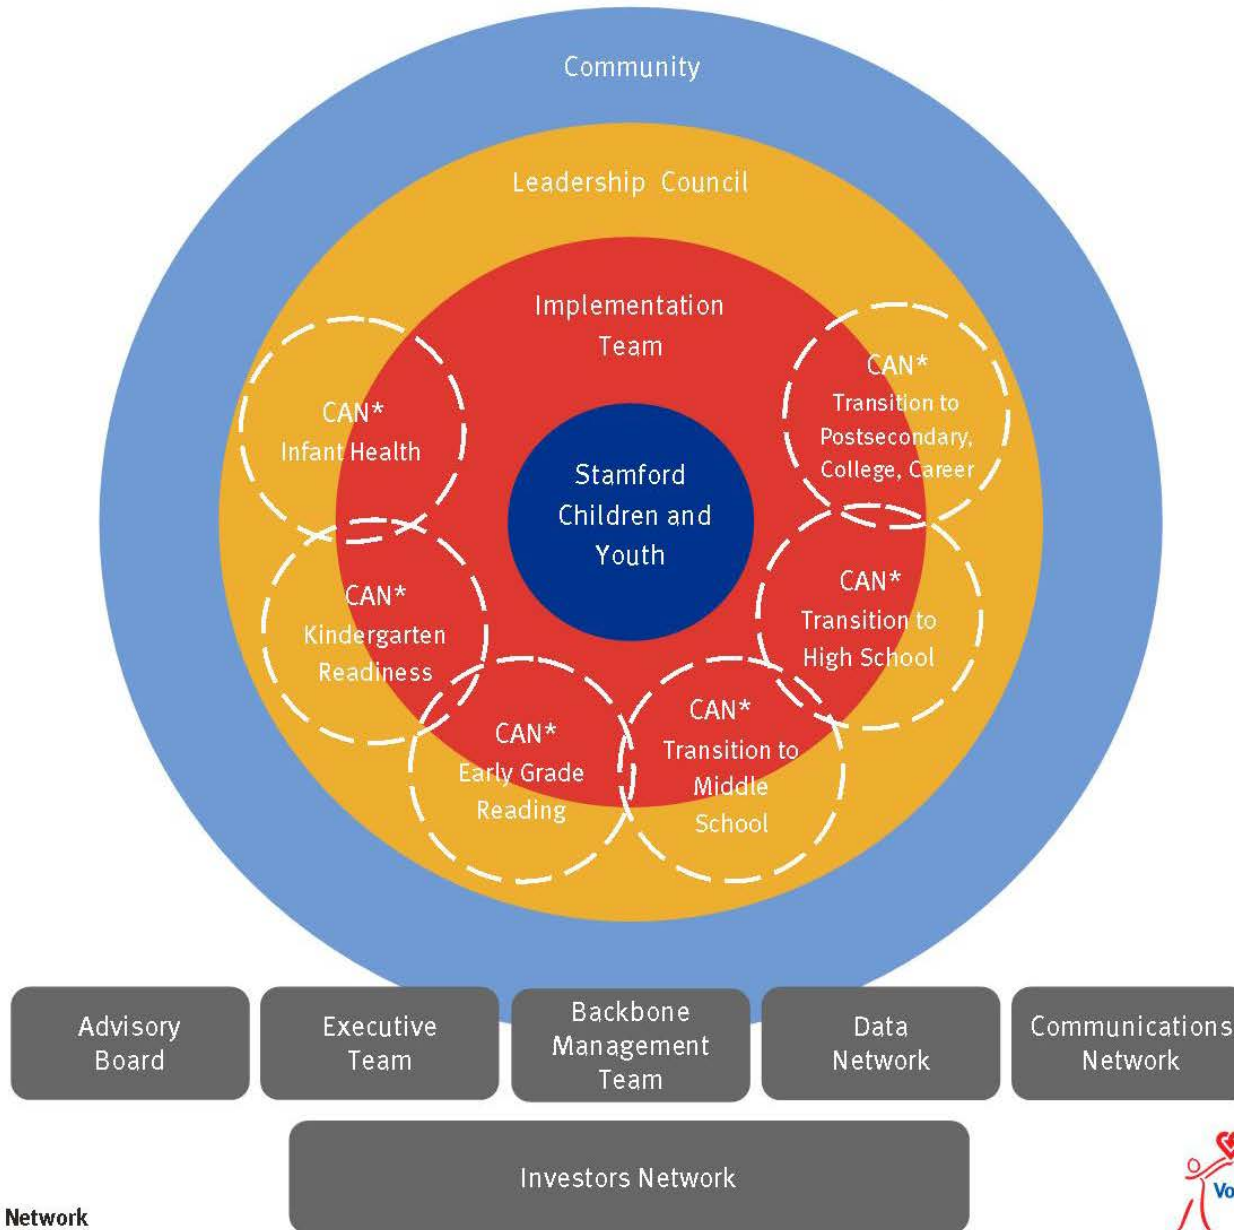 Community
Leadership Council
Implementation
Team
CAN*
Infant Health
CAN*
Transition to
Postsecondary,
College, Career
Stamford
Children and
Youth
CAN*
Kindergarten
Readiness
CAN*
Transition to
High School
CAN*
Early Grade
Reading
CAN*
Transition to
Middle
School
Advisory
Board
Executive
Team
Backbone
Management
Team
Data
Network
Communications
Network
Investors Network
Vo
Network